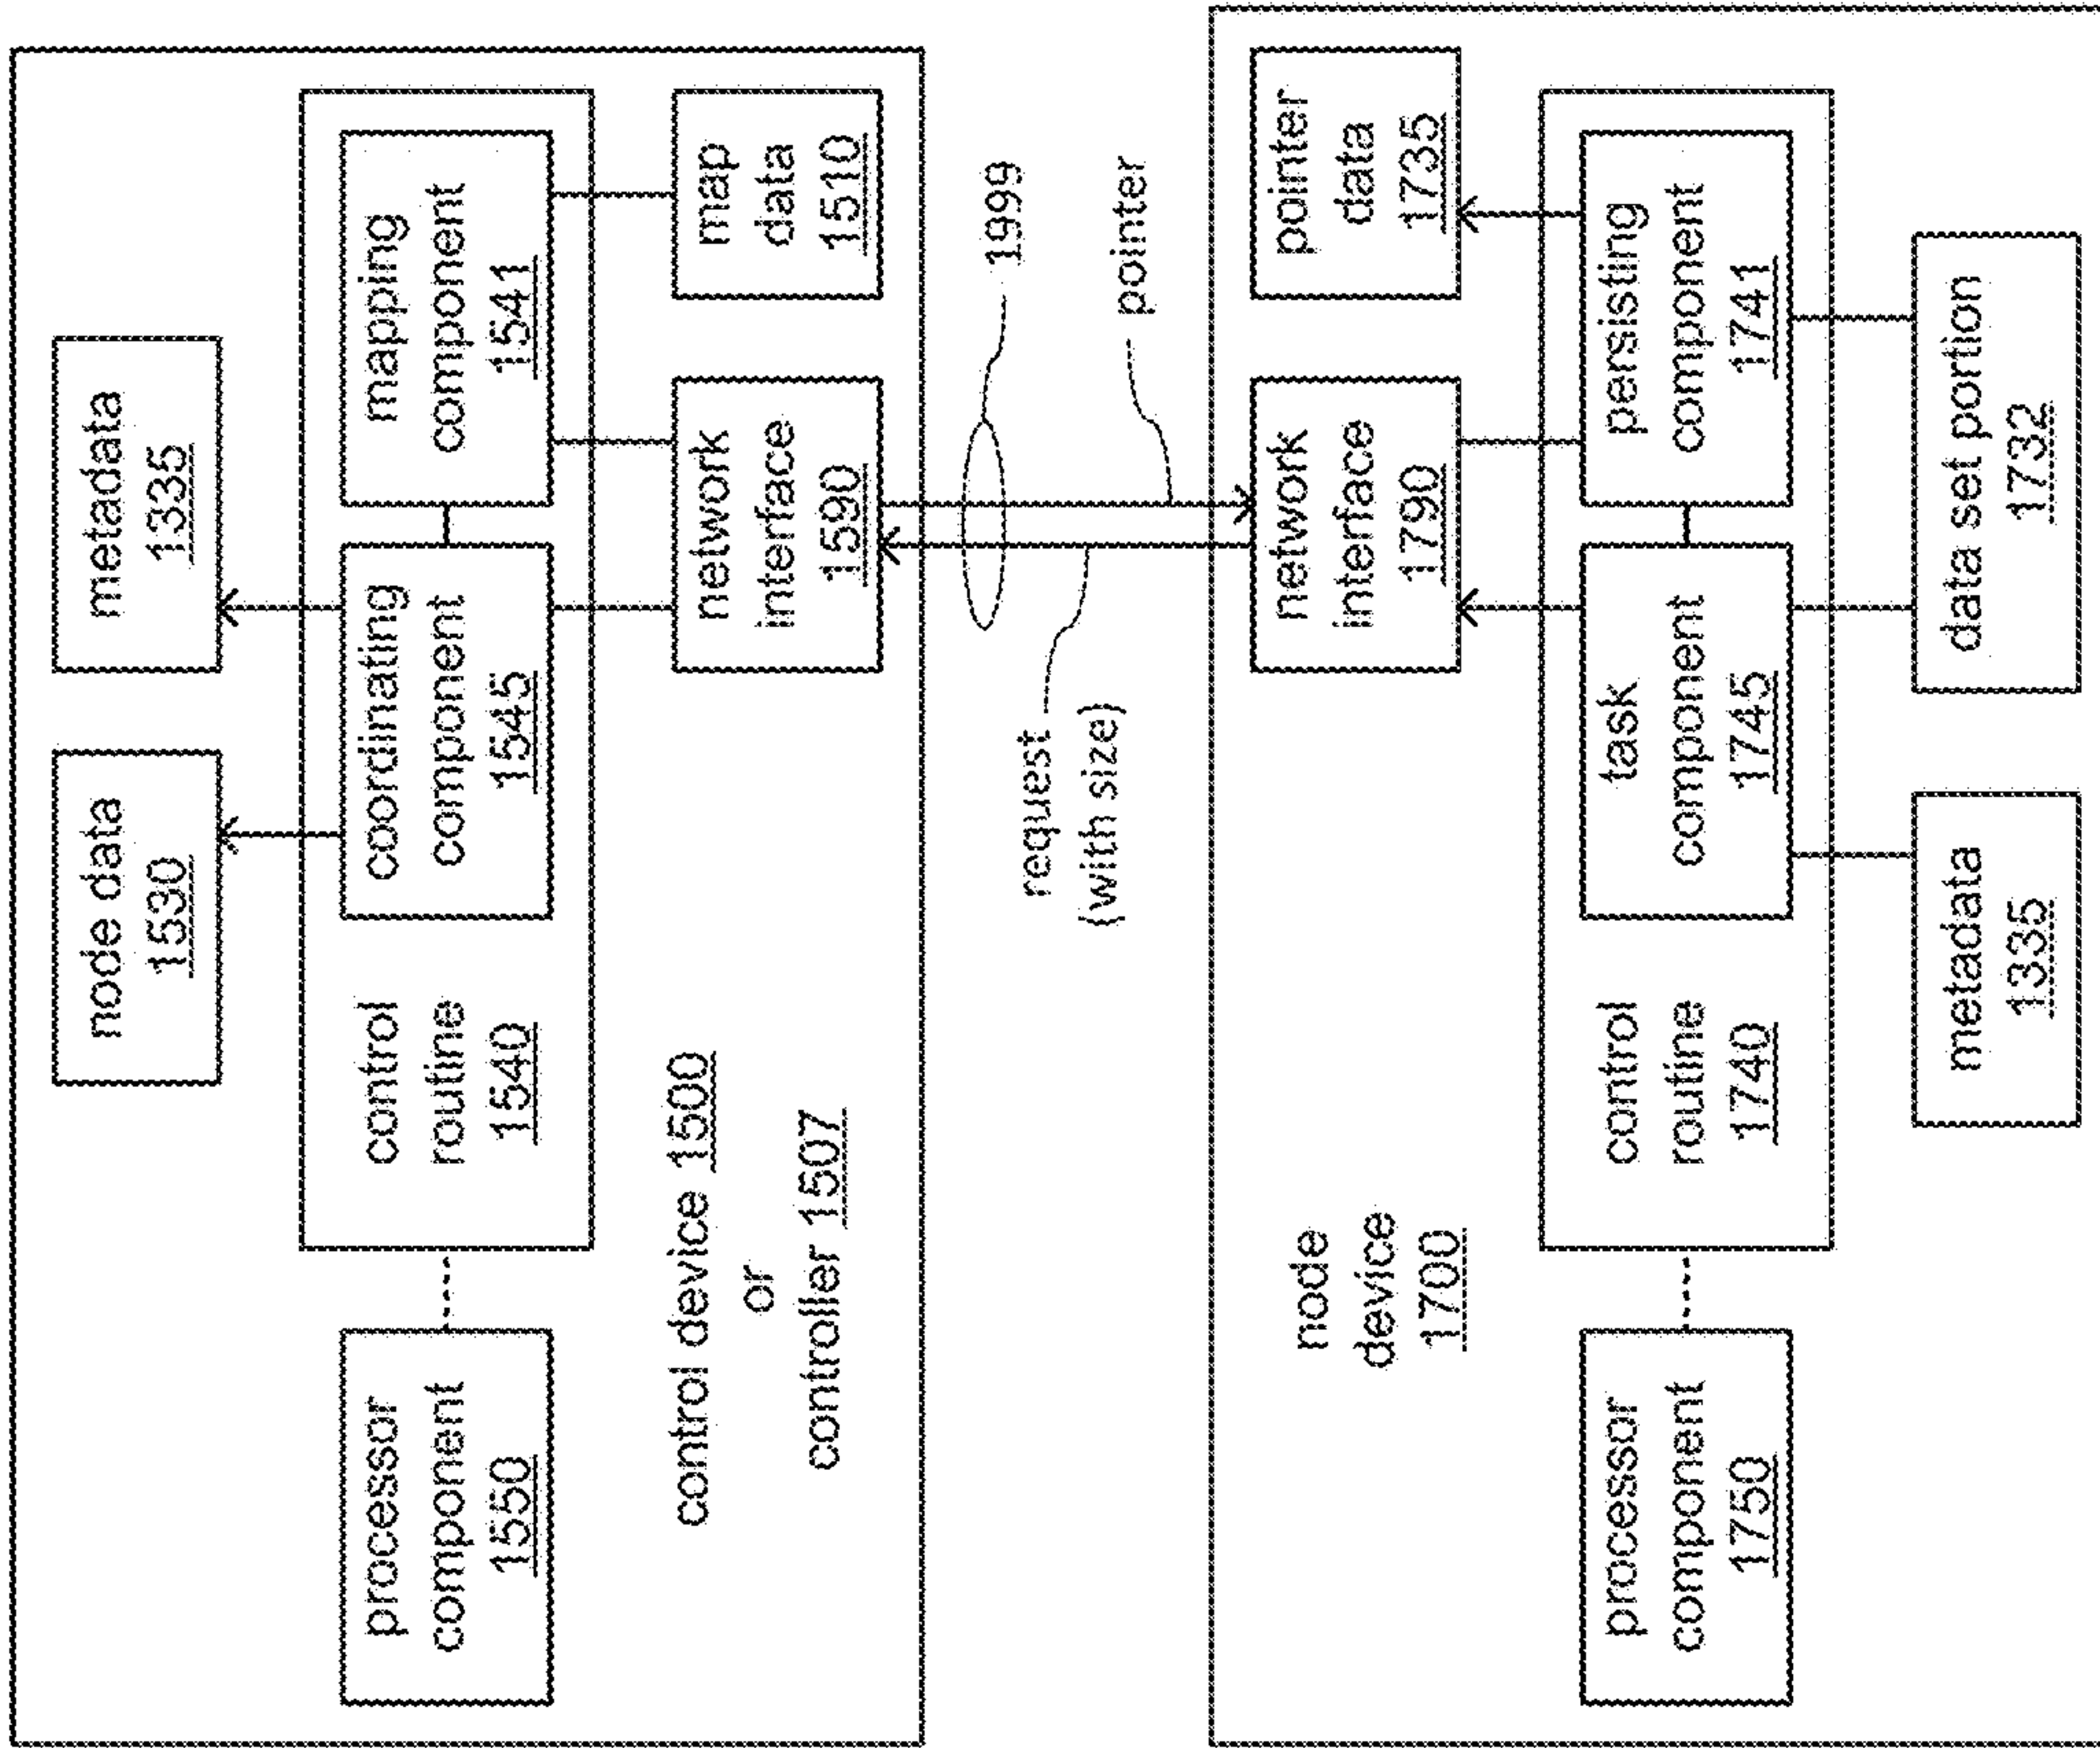 metadata
1335
node data
1530
mapping
component
1541
coordinating
component
1545
control
routine
1540
processor
component
1550
map
data
1510
network
interface
1590
control device 1500
or
controller 1507
1999
pointer
request
(with size)
pointer
data
1735
network
interface
1790
node
device
1700
persisting
component
1741
task
component
1745
control
routine
1740
processor
component
1750
data set portion
1732
metadata
1335